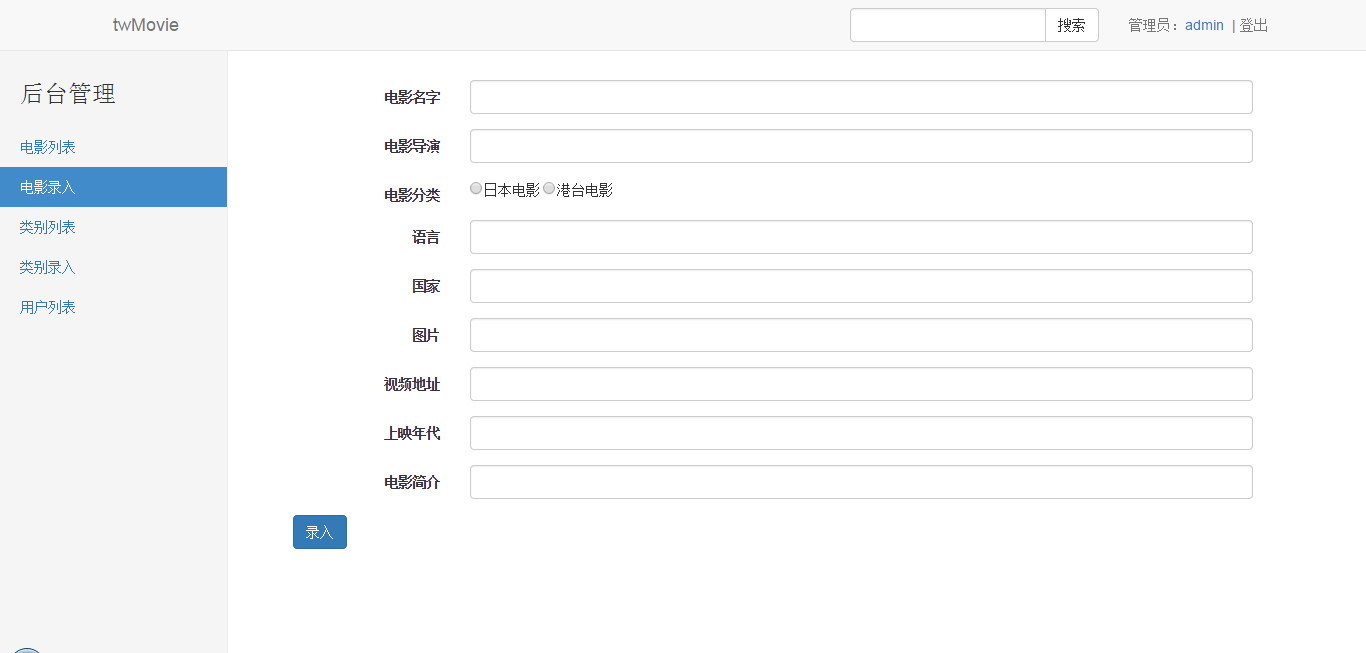 twMovie
搜索
管理员：admin | 登出
后台管理
电影列表
电影录入
类别列表
类别录入
用户列表
电影名字
电影导演
电影分类 日本电影 港台电影
语言
国家
图片
视频地址
上映年代
电影简介
录入